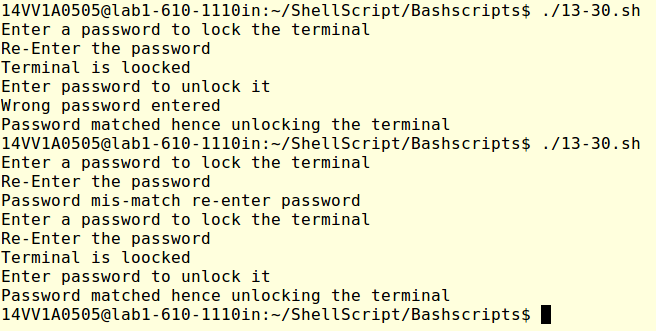 14VV1A0505@lab1-610-1110in:~/ShellScript/Bashscripts$ ./13-30.sh
Enter a password to lock the terminal
Re-Enter the password
Terminal is loocked
Enter password to unlock it
Wrong password entered
Password matched hence unlocking the terminal
14VV1A0505@lab1-610-1110in:~/ShellScript/Bashscripts$ ./13-30.sh
Enter a password to lock the terminal
Re-Enter the password
Password mis-match re-enter password
Enter a password to lock the terminal
Re-Enter the password
Terminal is loocked
Enter password to unlock it
Password matched hence unlocking the terminal
14VV1A0505@lab1-610-1110in:~/ShellScript/Bashscripts$